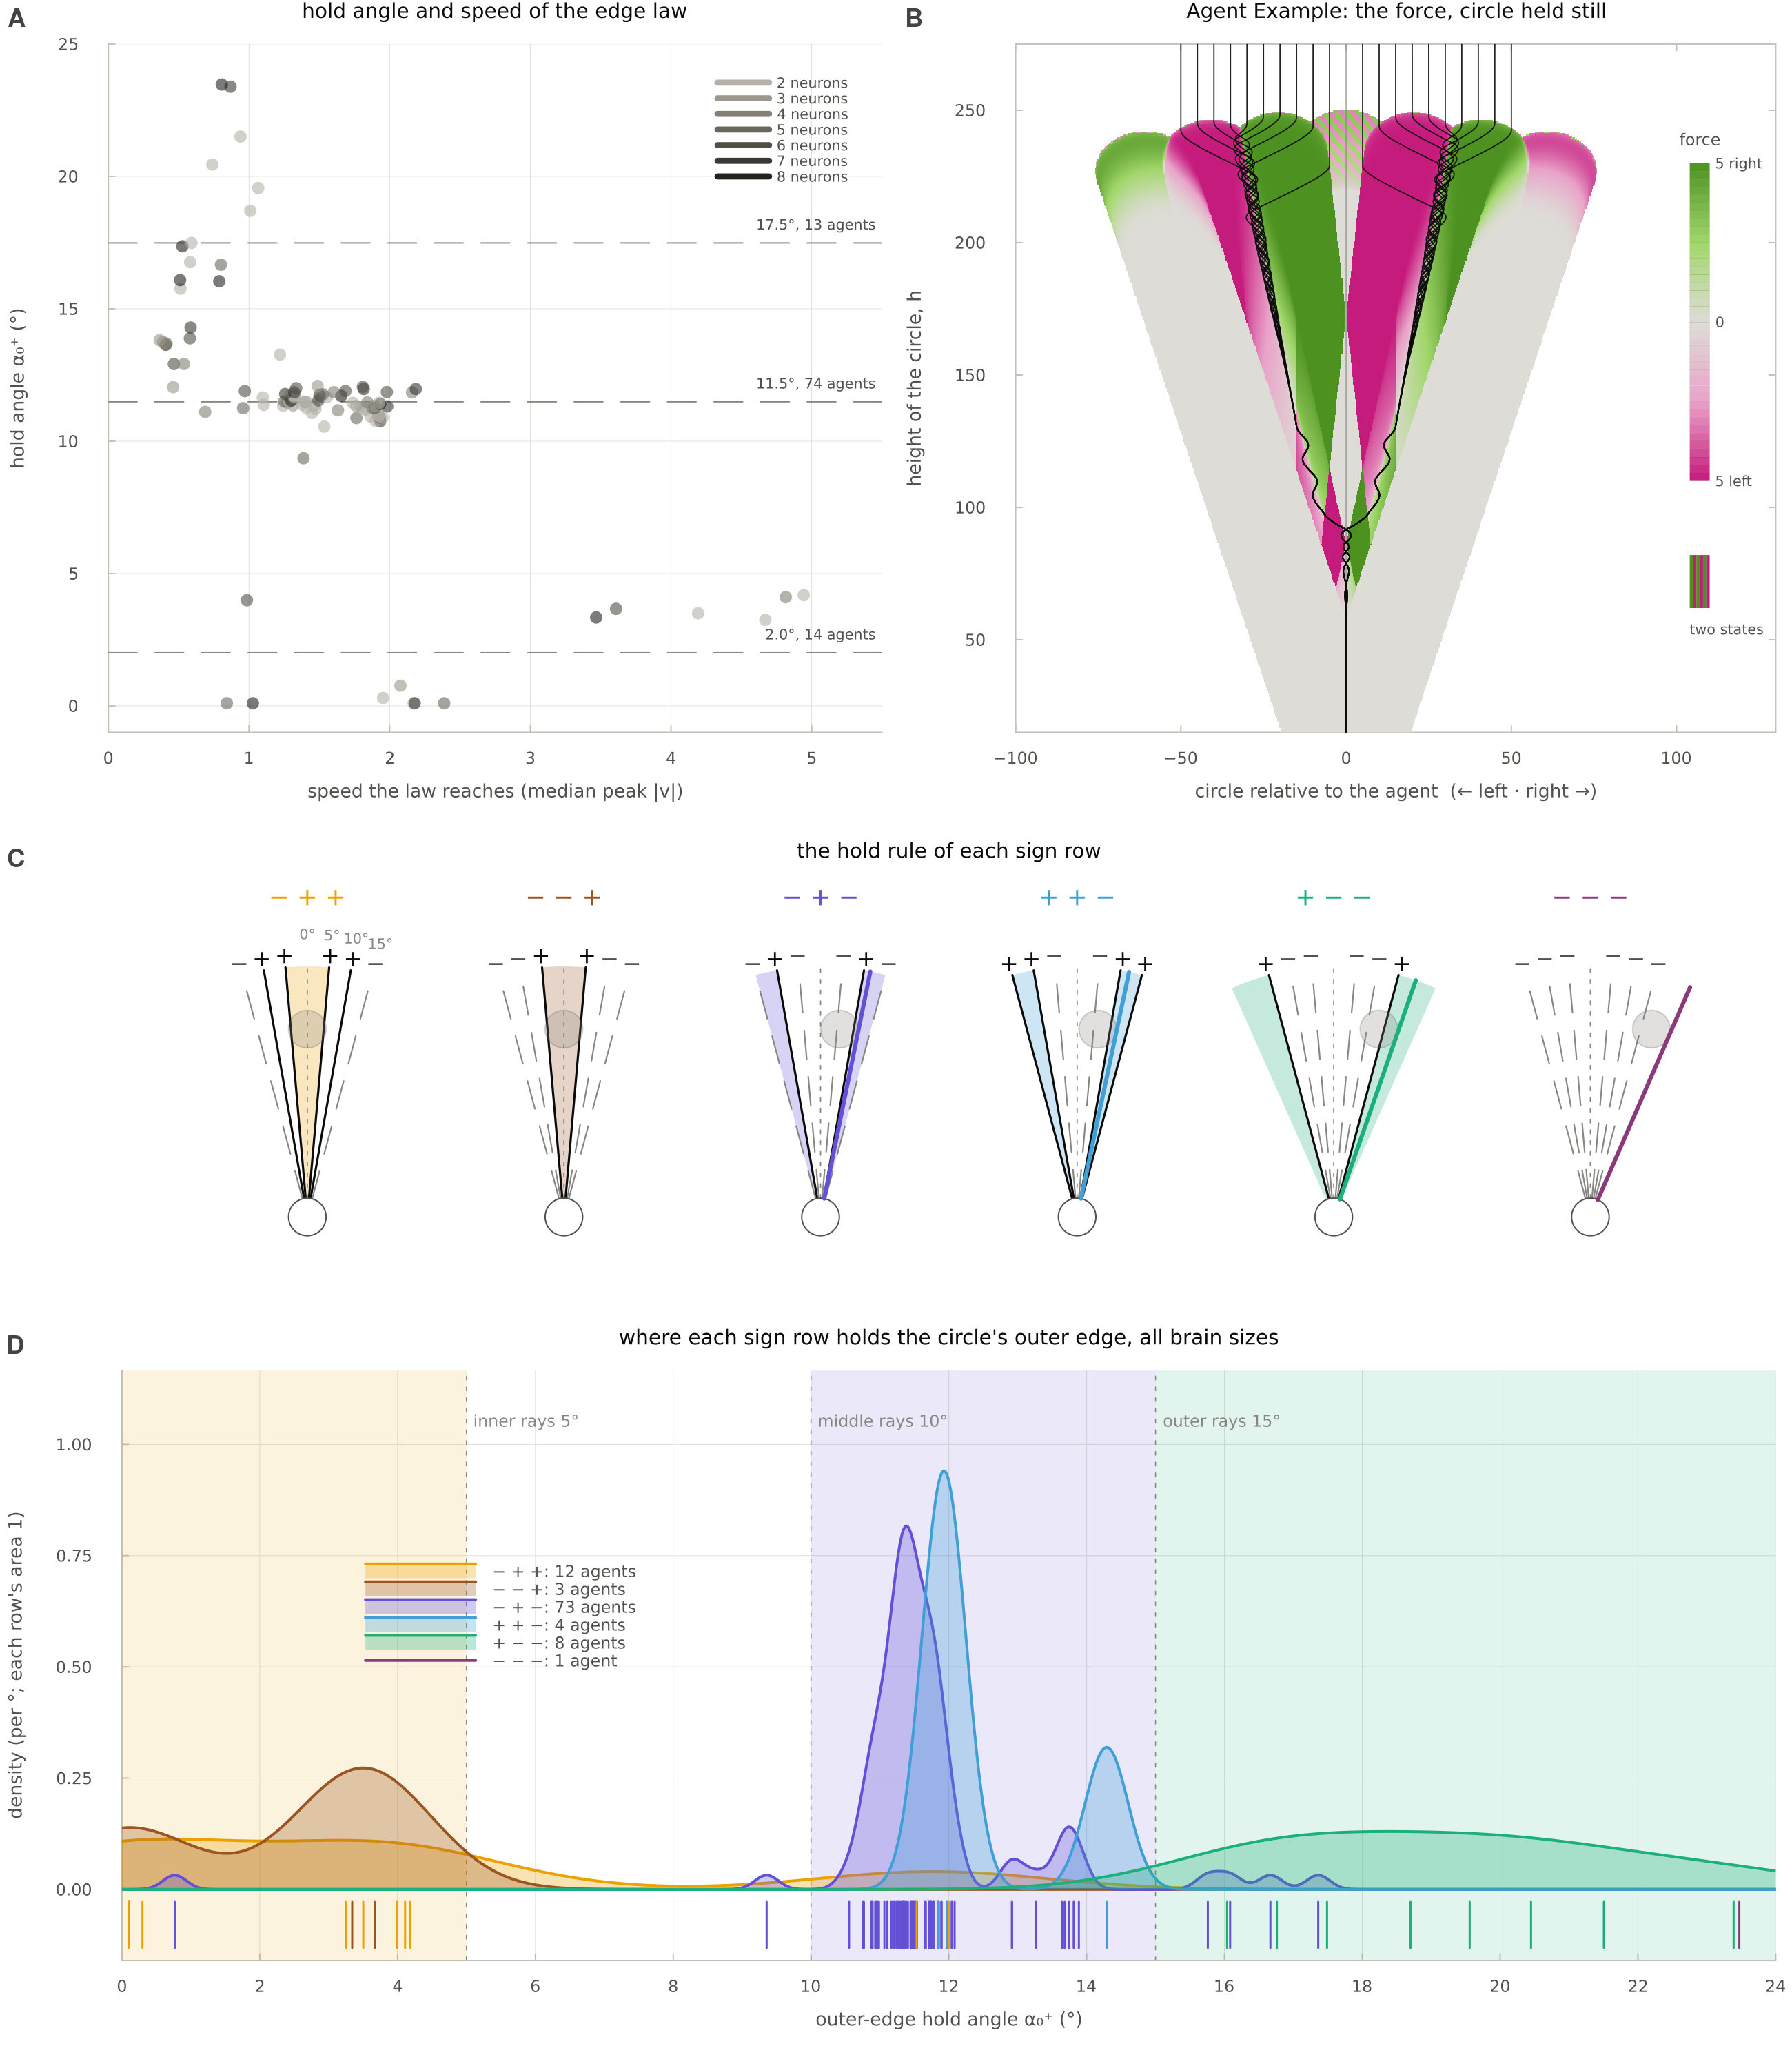 A
hold angle and speed of the edge law
25
20
15
10
5
0
hold angle α₀⁺ (°)
2 neurons
3 neurons
4 neurons
5 neurons
6 neurons
7 neurons
8 neurons
17.5°, 13 agents
11.5°, 74 agents
2.0°, 14 agents
0 1 2 3 4 5
speed the law reaches (median peak |v|)
B
Agent Example: the force, circle held still
250
200
150
100
50
height of the circle, h
force
5 right
0
5 left
two states
−100 −50 0 50 100
circle relative to the agent (← left · right →)
C
the hold rule of each sign row
− + + − − + − + − + + − + − − − − −
0° 5° 10° 15°
− + + + + − − − + + − − − + − − + − + + − − + + + − − − − + − − − − − −
D
where each sign row holds the circle's outer edge, all brain sizes
inner rays 5° middle rays 10° outer rays 15°
1.00
0.75
0.50
0.25
0.00
density (per °; each row's area 1)
− + +: 12 agents
− − +: 3 agents
− + −: 73 agents
+ + −: 4 agents
+ − −: 8 agents
− − −: 1 agent
0 2 4 6 8 10 12 14 16 18 20 22 24
outer-edge hold angle α₀⁺ (°)